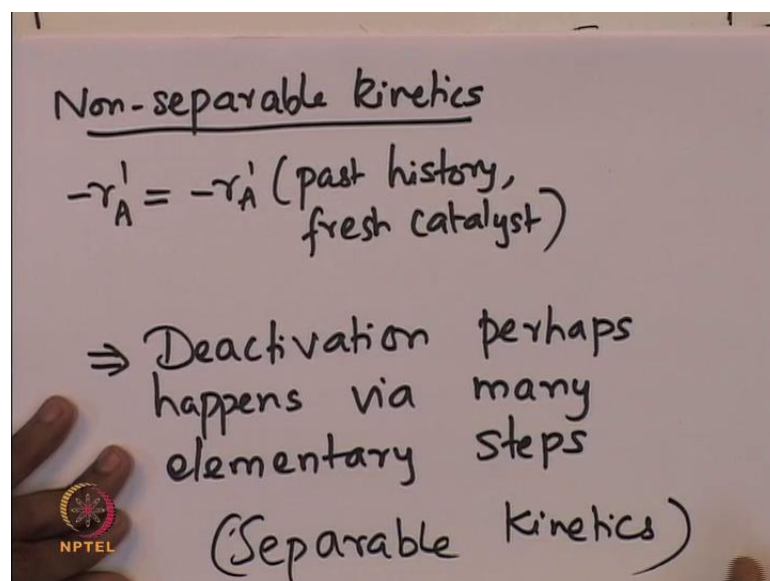 Non-separable kinetics
-r'A = -r'A (past history,
fresh catalyst)
⇒ Deactivation perhaps
happens via many
elementary steps
(Separable Kinetics)
NPTEL